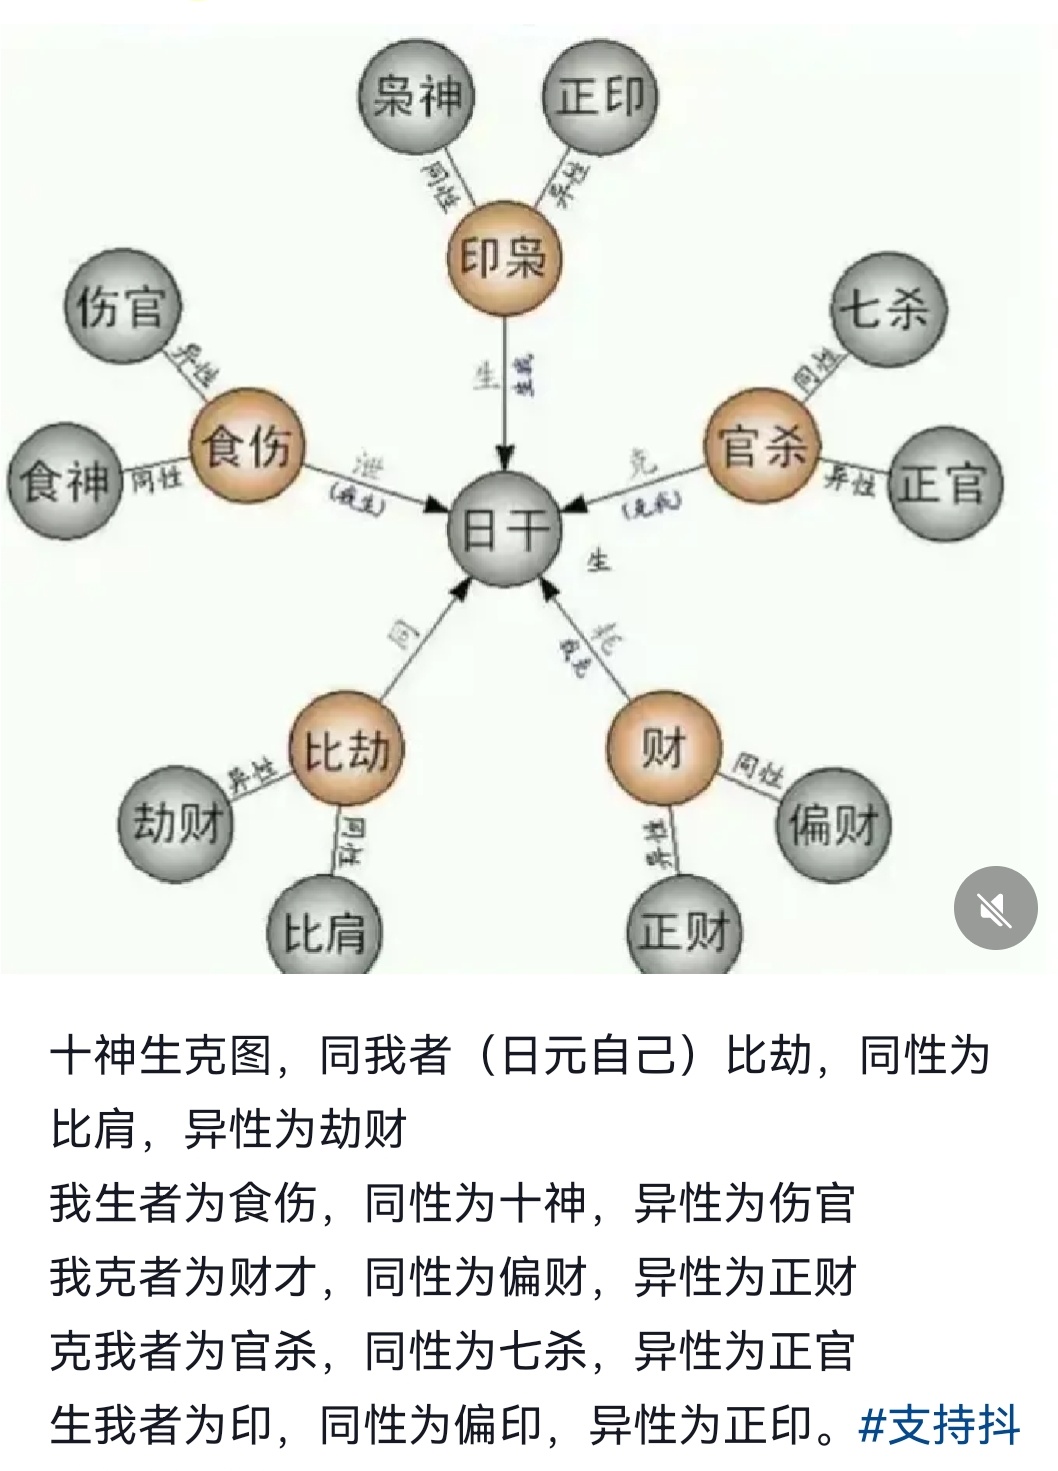 枭神 正印
同性 异性
印枭
伤官 七杀
异性 生 生我 同性
食伤 官杀
食神 同性 泄 (我生) 克 (克我) 异性 正官
日干
生
同 耗 我克
比劫 财
劫财 异性 同性 偏财
同性 异性
比肩 正财
十神生克图，同我者（日元自己）比劫，同性为
比肩，异性为劫财
我生者为食伤，同性为十神，异性为伤官
我克者为财才，同性为偏财，异性为正财
克我者为官杀，同性为七杀，异性为正官
生我者为印，同性为偏印，异性为正印。#支持抖